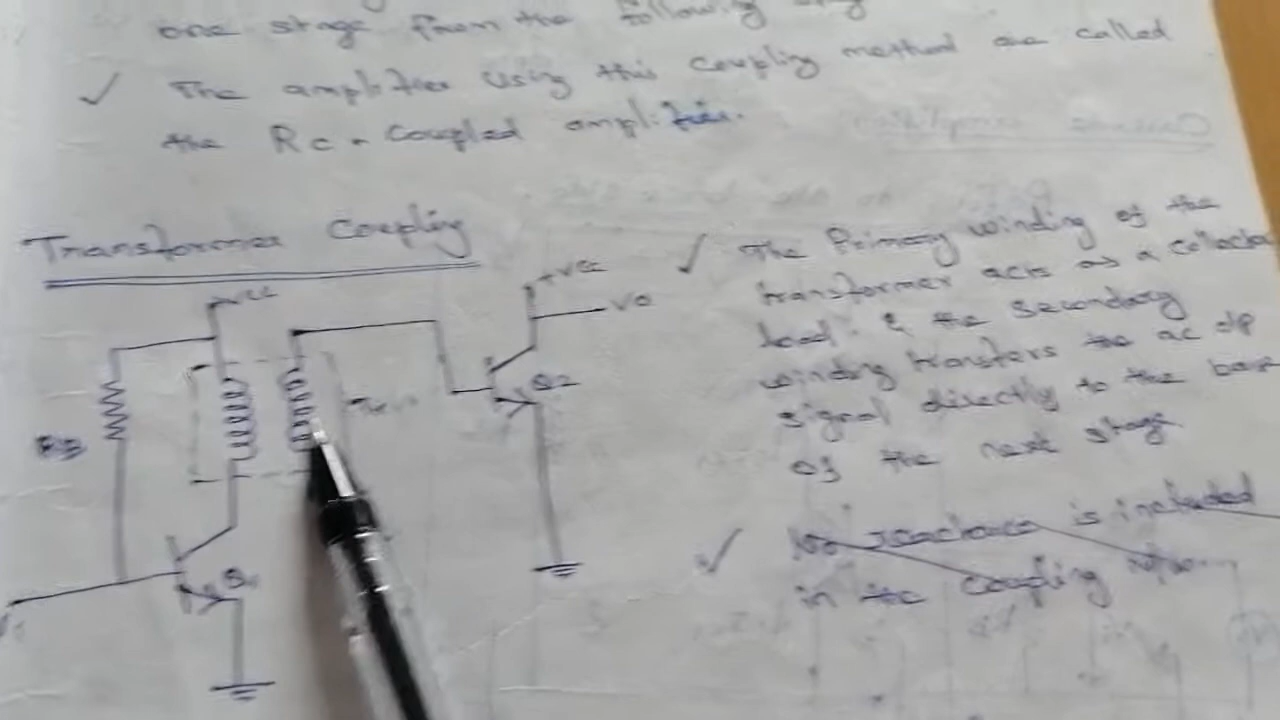 one stage from the following
✓ The amplifier using this coupling method are called
the Rc - Coupled amplifier.
Transformer Coupling
+VCC
+VCC
VO
RB
Q2
Q1
✓ The Primary winding of the
transformer acts as a collector
load. & the secondary
winding transfers the ac o/p
signal directly to the base
of the next stage.
✓ No reactance is included
in the coupling n/w.